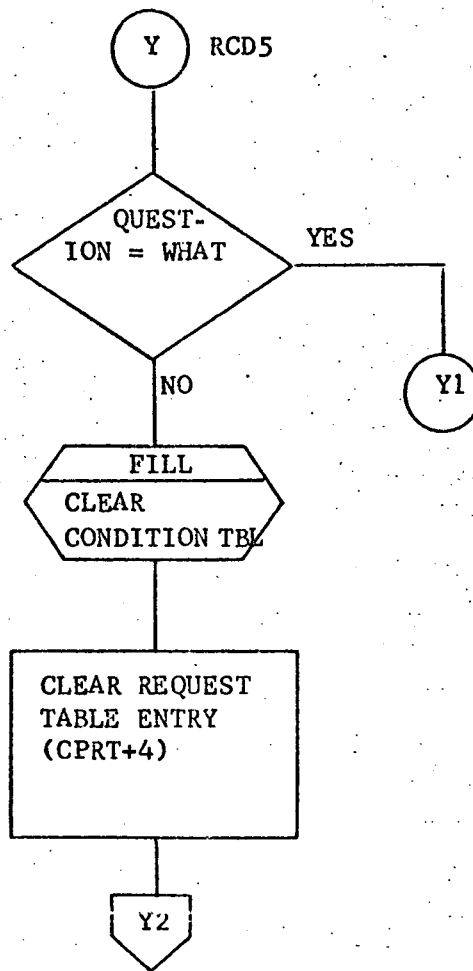 Y RCD5
QUEST-
ION = WHAT
YES
Y1
NO
FILL
CLEAR
CONDITION TBL
CLEAR REQUEST
TABLE ENTRY
(CPRT+4)
Y2